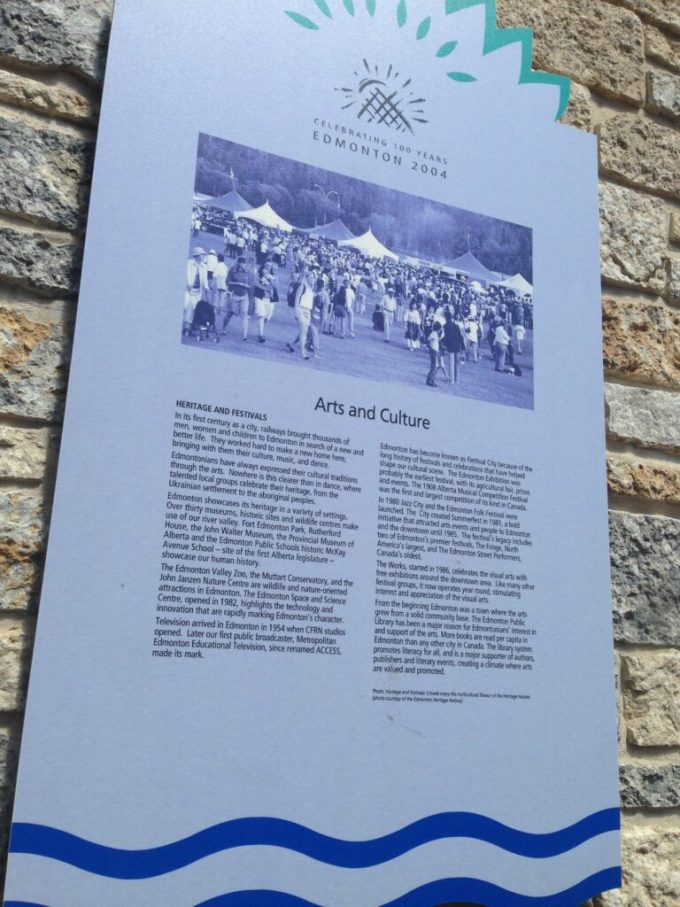 CELEBRATING 100 YEARS
EDMONTON 2004
Arts and Culture
HERITAGE AND FESTIVALS
In its first century as a city, railways brought thousands of
men, women and children to Edmonton in search of a new and
better life. They worked hard to make a new home here,
bringing with them their culture, music, and dance.
Edmontonians have always expressed their cultural traditions
through the arts. Nowhere is this clearer than in dance, where
talented local groups celebrate their heritage, from the
Ukrainian settlement to the aboriginal peoples.
Edmonton showcases its heritage in a variety of settings.
Over thirty museums, historic sites and wildlife centres make
use of our river valley. Fort Edmonton Park, Rutherford
House, the John Walter Museum, the Provincial Museum of
Alberta and the Edmonton Public Schools historic McKay
Avenue School – site of the first Alberta legislature –
showcase our human history.
The Edmonton Valley Zoo, the Muttart Conservatory, and the
John Janzen Nature Centre are wildlife and nature-oriented
attractions in Edmonton. The Edmonton Space and Science
Centre, opened in 1982, highlights the technology and
innovation that are rapidly marking Edmonton's character.
Television arrived in Edmonton in 1954 when CFRN studios
opened. Later our first public broadcaster, Metropolitan
Edmonton Educational Television, since renamed ACCESS,
made its mark.
Edmonton has become known as Festival City because of the
long history of festivals and celebrations that have helped
shape our cultural scene. The Edmonton Exhibition was
probably the earliest festival, with its agricultural fair, prizes
and events. The 1908 Alberta Musical Competition Festival
was the first and largest competition of its kind in Canada.
In 1980 Jazz City and the Edmonton Folk Festival were
launched. The City created Summerfest in 1981, a bold
initiative that attracted arts events and people to Edmonton
and the downtown until 1985. The festival's legacy includes
two of Edmonton's premier festivals, The Fringe, North
America's largest, and The Edmonton Street Performers,
Canada's oldest.
The Works, started in 1986, celebrates the visual arts with
free exhibitions around the downtown area. Like many other
festival groups, it now operates year round, stimulating
interest and appreciation of the visual arts.
From the beginning Edmonton was a town where the arts
grew from a solid community base. The Edmonton Public
Library has been a major reason for Edmontonians' interest in
and support of the arts. More books are read per capita in
Edmonton than any other city in Canada. The library system
promotes literacy for all, and is a major supporter of authors,
publishers and literary events, creating a climate where arts
are valued and promoted.
Photo: Heritage and Festivals: Crowds enjoy the multicultural flavour of the Heritage Festival
(photo courtesy of the Edmonton Heritage Festival)